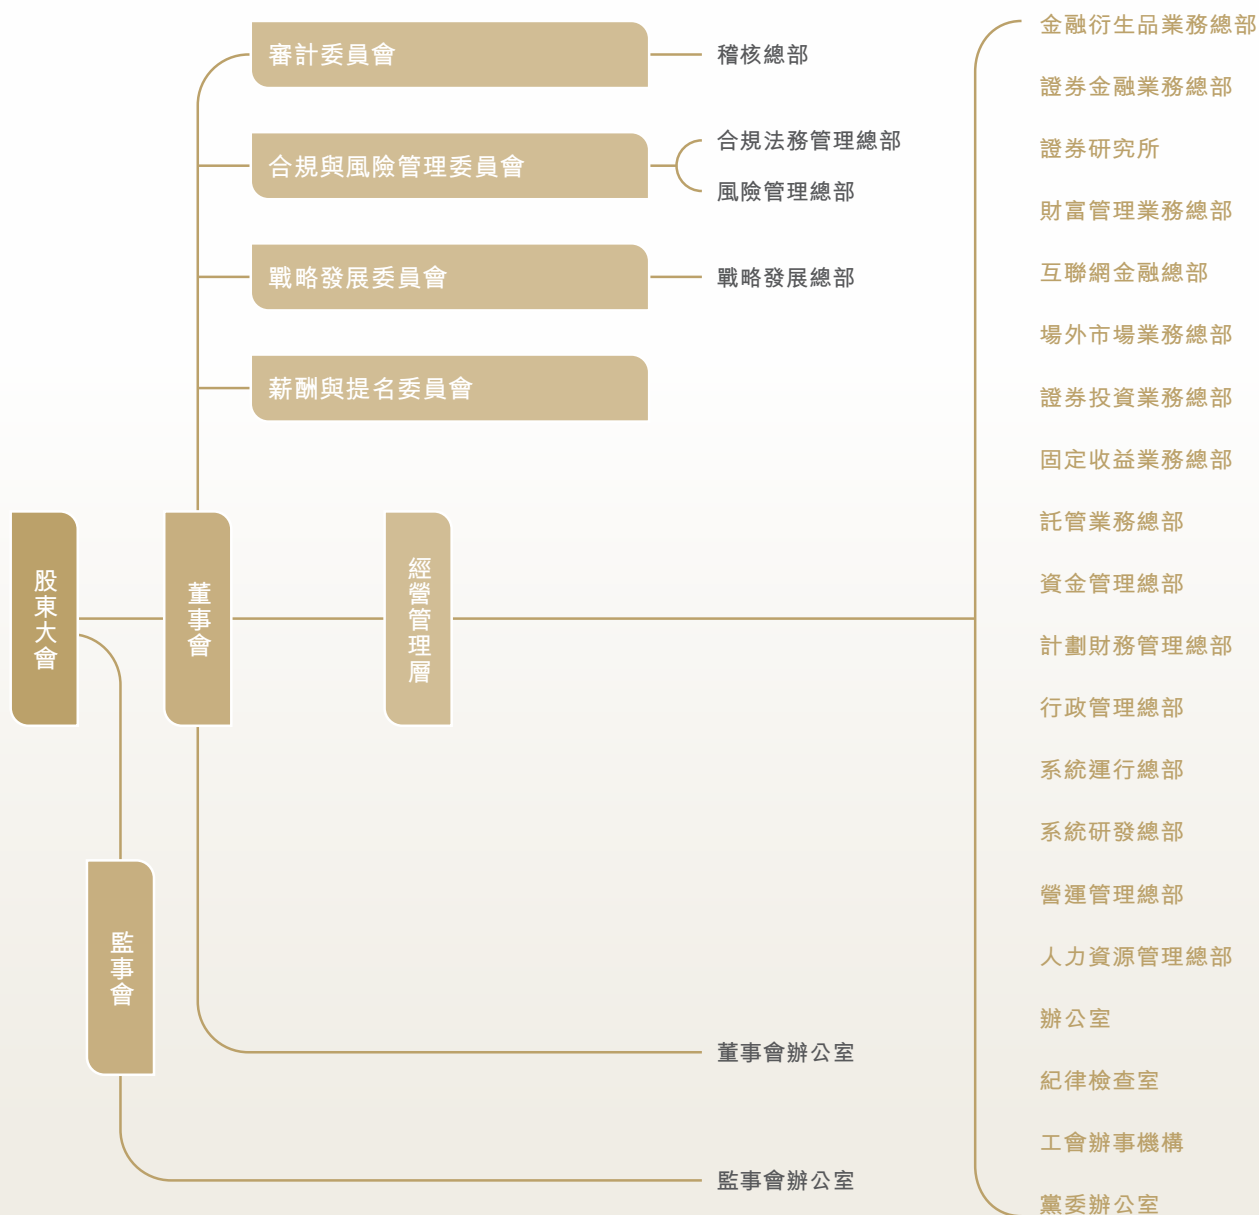 審計委員會
稽核總部
合規與風險管理委員會
合規法務管理總部
風險管理總部
戰略發展委員會
戰略發展總部
薪酬與提名委員會
股東大會
董事會
經營管理層
監事會
董事會辦公室
監事會辦公室
金融衍生品業務總部
證券金融業務總部
證券研究所
財富管理業務總部
互聯網金融總部
場外市場業務總部
證券投資業務總部
固定收益業務總部
託管業務總部
資金管理總部
計劃財務管理總部
行政管理總部
系統運行總部
系統研發總部
營運管理總部
人力資源管理總部
辦公室
紀律檢查室
工會辦事機構
黨委辦公室